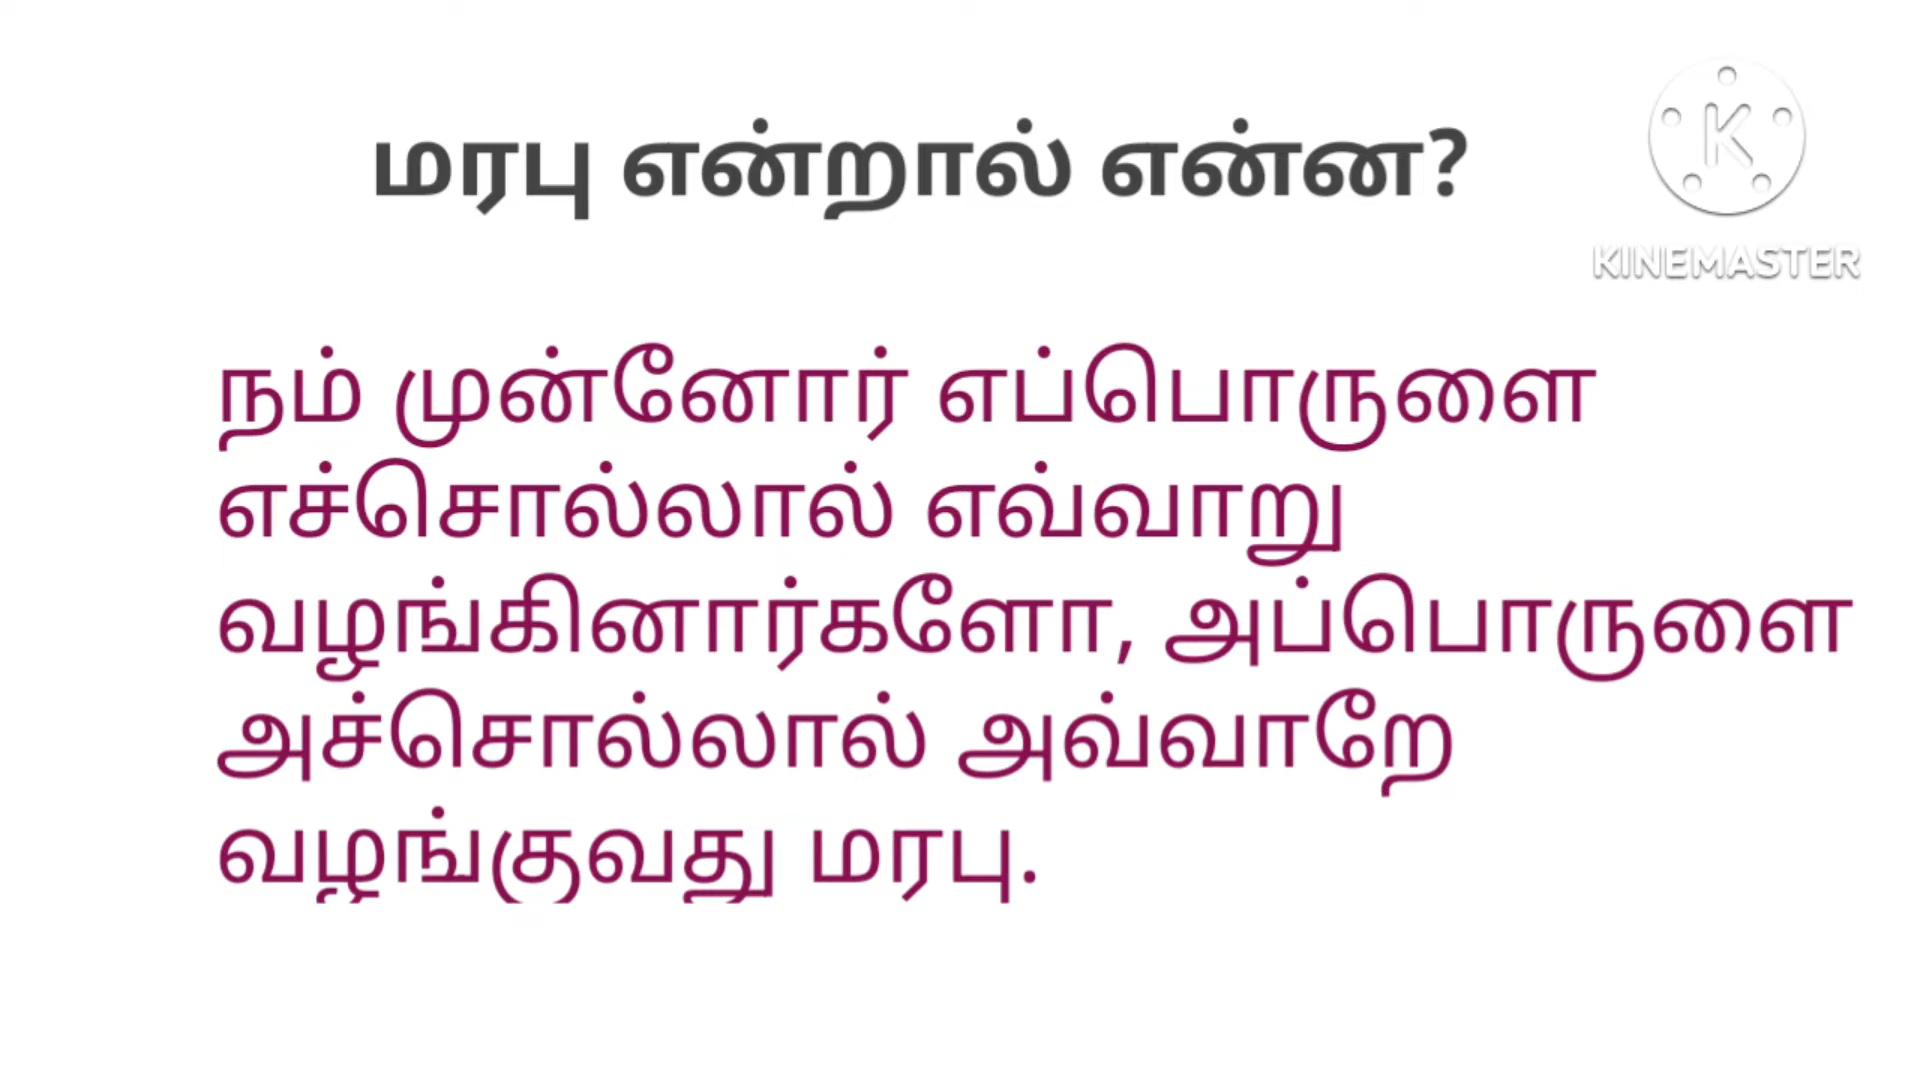 மரபு என்றால் என்ன?
KINEMASTER
நம் முன்னோர் எப்பொருளை
எச்சொல்லால் எவ்வாறு
வழங்கினார்களோ, அப்பொருளை
அச்சொல்லால் அவ்வாறே
வழங்குவது மரபு.